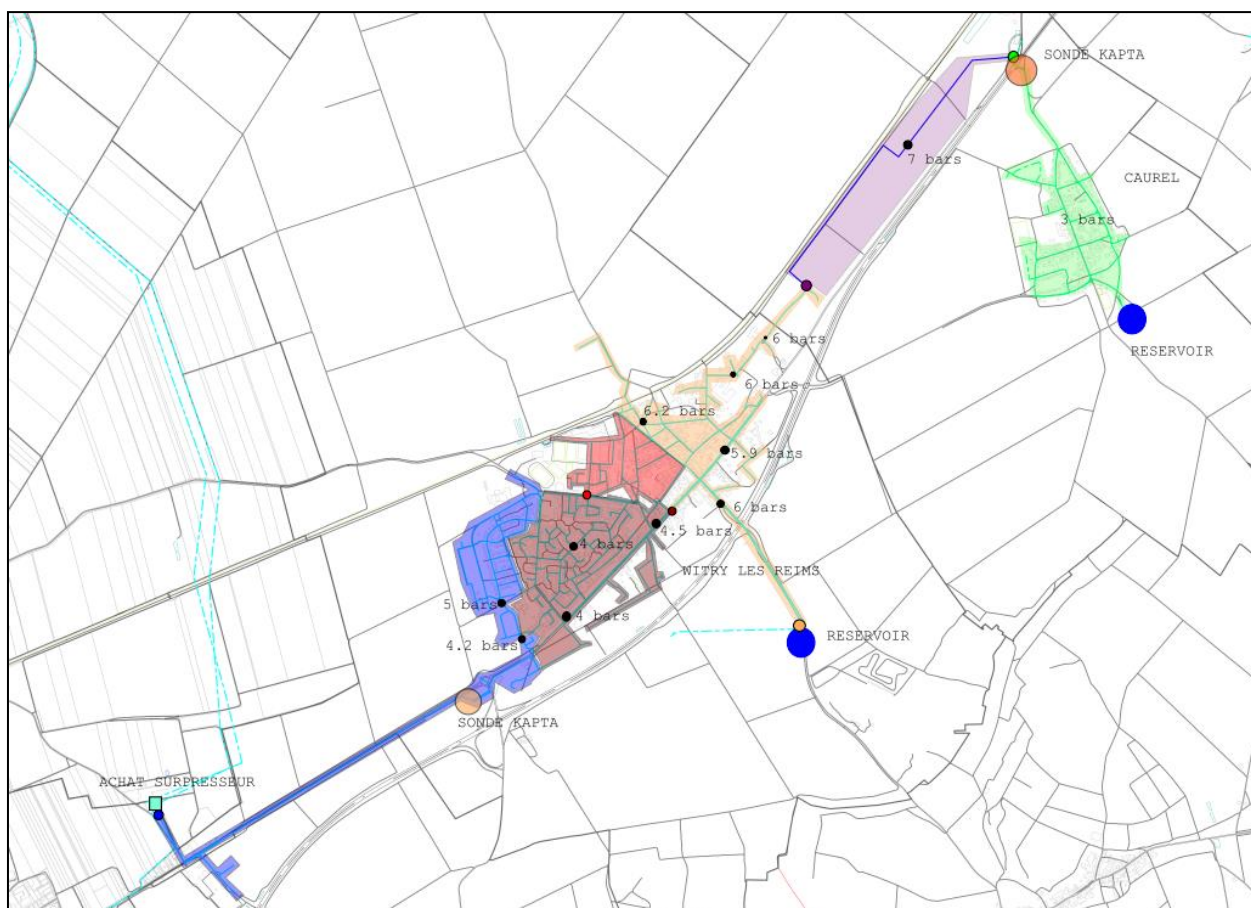 SONDE KAPTA
7 bars
CAUREL
3 bars
RESERVOIR
6 bars
6 bars
6.2 bars
5.9 bars
6 bars
4.5 bars
4 bars
WITRY LES REIMS
5 bars
4 bars
4.2 bars
RESERVOIR
SONDE KAPTA
ACHAT SURPRESSEUR